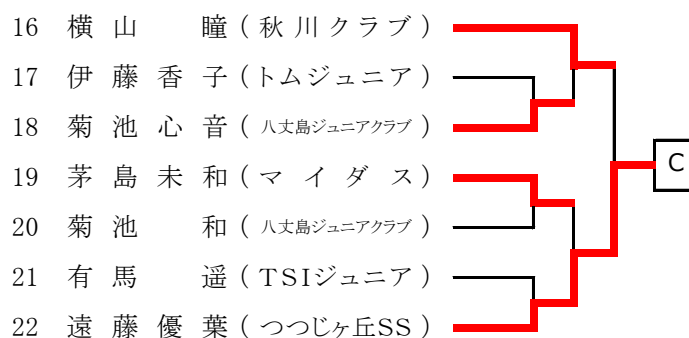 16 横山 瞳(秋川クラブ)
17 伊藤香子(トムジュニア)
18 菊池心音(八丈島ジュニアクラブ)
19 茅島未和(マイダス)
C
20 菊池 和(八丈島ジュニアクラブ)
21 有馬 遥(TSIジュニア)
22 遠藤優葉(つつじヶ丘SS)